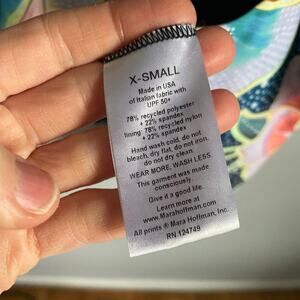 X-SMALL
Made in USA
of Italian fabric with
UPF 50+
78% recycled polyester
+ 22% spandex
lining: 78% recycled nylon
+ 22% spandex
Hand wash cold, do not
bleach, dry flat, do not iron,
do not dry clean.
WEAR MORE. WASH LESS.
This garment was made
consciously.
Give it a good life.
Learn more at
www.Marahoffman.com
All prints ® Mara Hoffman, Inc.
RN 124749